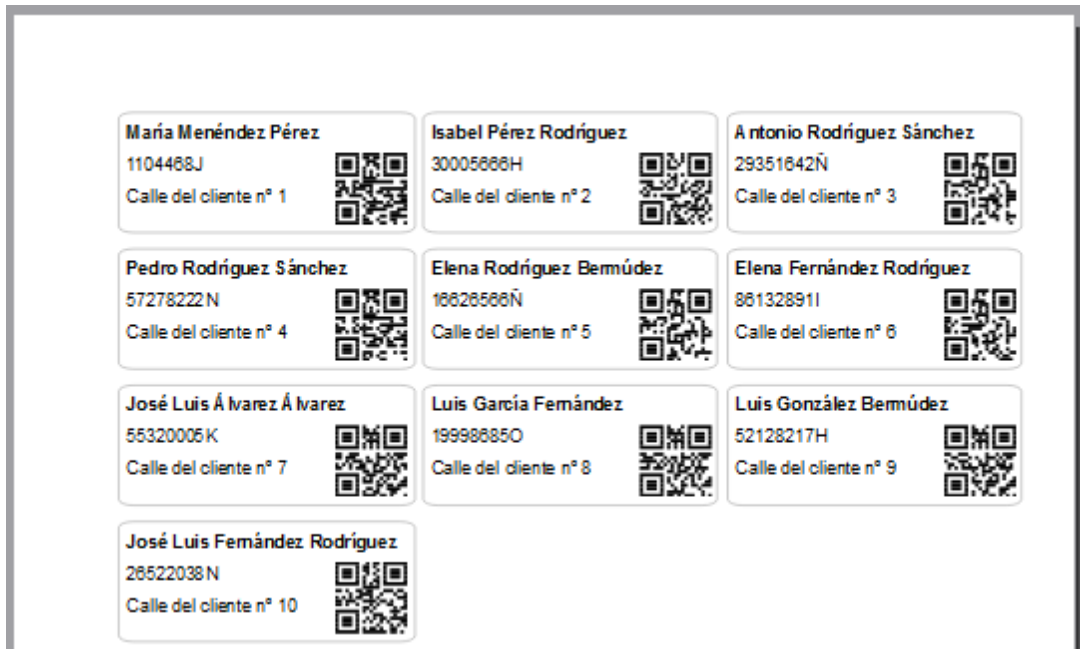 María Menéndez Pérez
1104468J
Calle del cliente nº 1
Isabel Pérez Rodríguez
30005666H
Calle del cliente nº 2
Antonio Rodríguez Sánchez
29351642Ñ
Calle del cliente nº 3
Pedro Rodríguez Sánchez
57278222N
Calle del cliente nº 4
Elena Rodríguez Bermúdez
16626566Ñ
Calle del cliente nº 5
Elena Fernández Rodríguez
86132891I
Calle del cliente nº 6
José Luis Álvarez Álvarez
55320005K
Calle del cliente nº 7
Luis García Fernández
19998685O
Calle del cliente nº 8
Luis González Bermúdez
52128217H
Calle del cliente nº 9
José Luis Fernández Rodríguez
26522038N
Calle del cliente nº 10